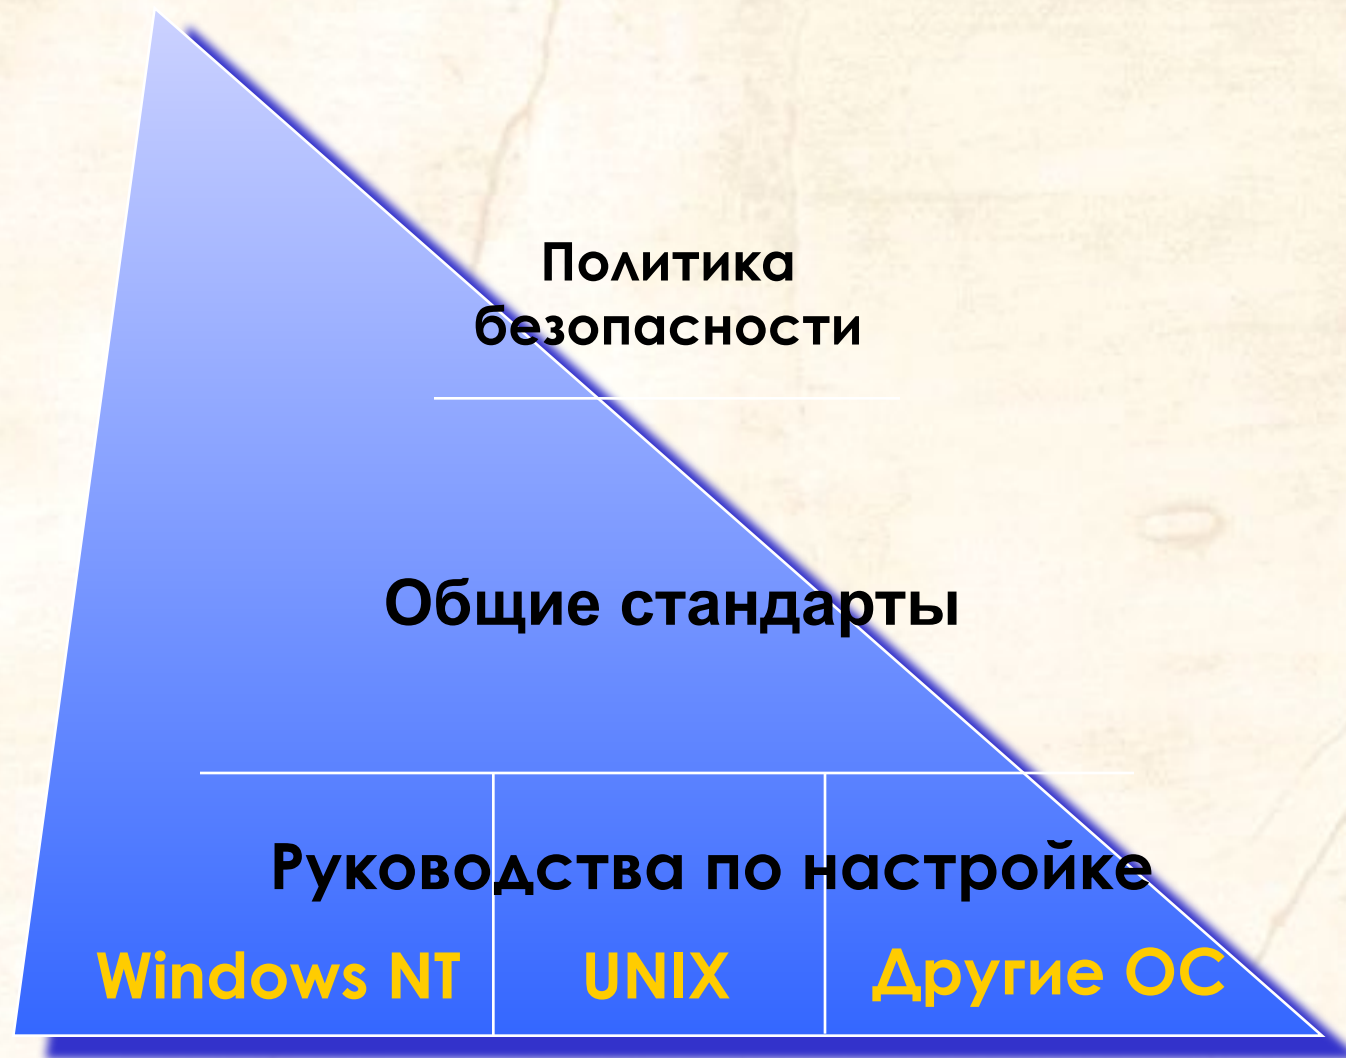 Политика
безопасности
Общие стандарты
Руководства по настройке
Windows NT
UNIX
Другие ОС